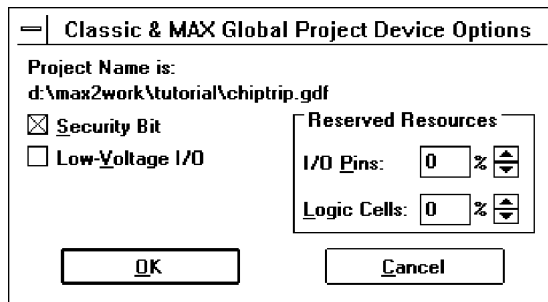 Classic & MAX Global Project Device Options
Project Name is:
d:\max2work\tutorial\chiptrip.gdf
Security Bit
Low-Voltage I/O
Reserved Resources
I/O Pins: 0 %
Logic Cells: 0 %
OK
Cancel